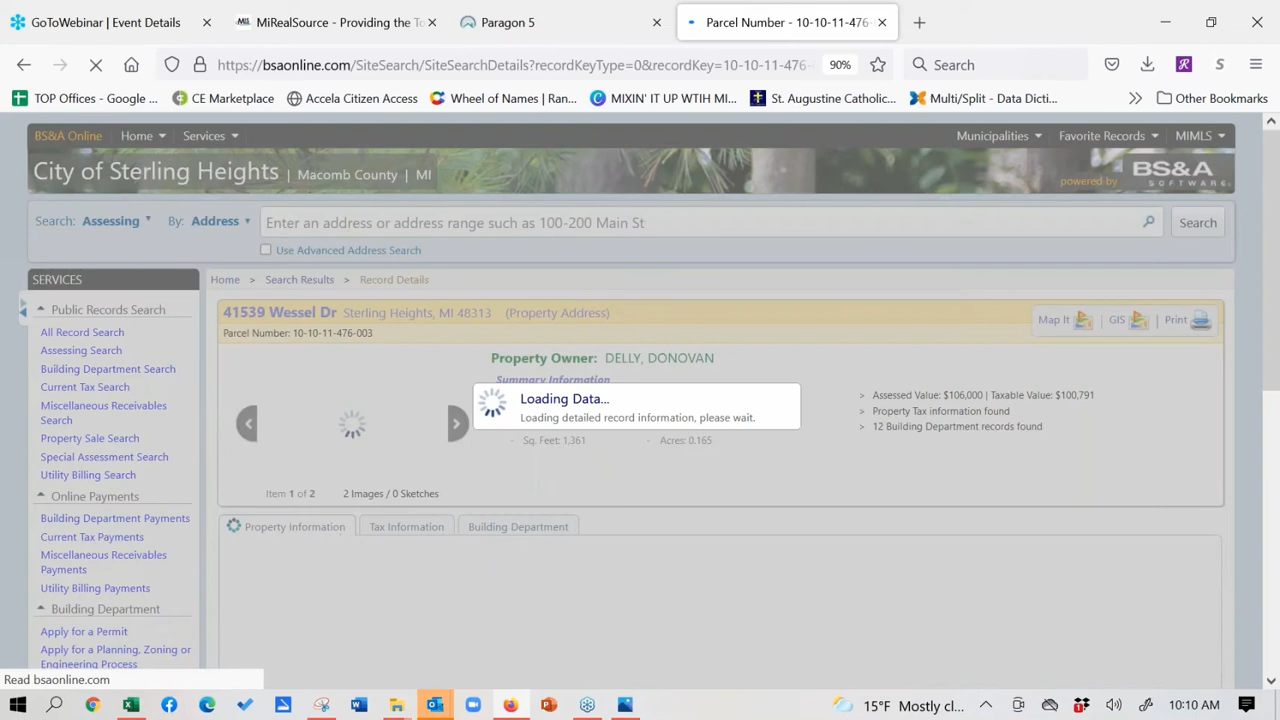 GoToWebinar | Event Details
MiRealSource - Providing the To
Paragon 5
Parcel Number - 10-10-11-476-
https://bsaonline.com/SiteSearch/SiteSearchDetails?recordKeyType=0&recordKey=10-10-11-476-
90%
Search
TOP Offices - Google ...
CE Marketplace
Accela Citizen Access
Wheel of Names | Ran...
MIXIN' IT UP WTIH MI...
St. Augustine Catholic...
Multi/Split - Data Dicti...
Other Bookmarks
BS&A Online Home Services
Municipalities Favorite Records MIMLS
City of Sterling Heights | Macomb County | MI
powered by BS&A SOFTWARE
Search: Assessing By: Address Enter an address or address range such as 100-200 Main St Search
Use Advanced Address Search
SERVICES
Home > Search Results > Record Details
Public Records Search
All Record Search
Assessing Search
Building Department Search
Current Tax Search
Miscellaneous Receivables
Search
Property Sale Search
Special Assessment Search
Utility Billing Search
Online Payments
Building Department Payments
Current Tax Payments
Miscellaneous Receivables
Payments
Utility Billing Payments
Building Department
Apply for a Permit
Apply for a Planning, Zoning or
Engineering Process
41539 Wessel Dr Sterling Heights, MI 48313 (Property Address)
Parcel Number: 10-10-11-476-003
Map It GIS Print
Property Owner: DELLY, DONOVAN
Summary Information
Loading Data...
Loading detailed record information, please wait.
- Sq. Feet: 1,361 - Acres: 0.165
> Assessed Value: $106,000 | Taxable Value: $100,791
> Property Tax information found
> 12 Building Department records found
Item 1 of 2 2 Images / 0 Sketches
Property Information Tax Information Building Department
Read bsaonline.com
15°F Mostly cl...
10:10 AM